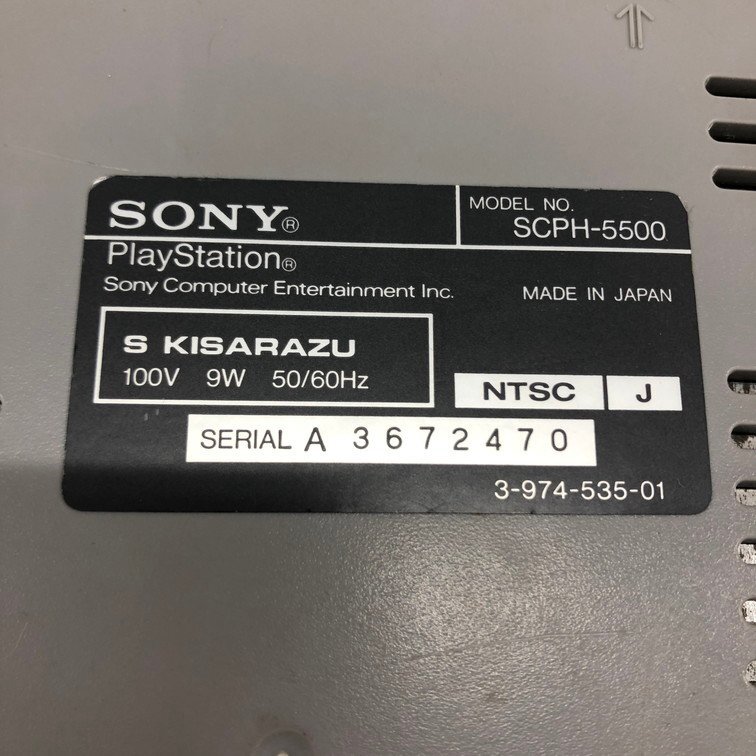 SONY®
MODEL NO.
SCPH-5500
PlayStation®
Sony Computer Entertainment Inc.
MADE IN JAPAN
S KISARAZU
100V 9W 50/60Hz
NTSC J
SERIAL A 3672470
3-974-535-01